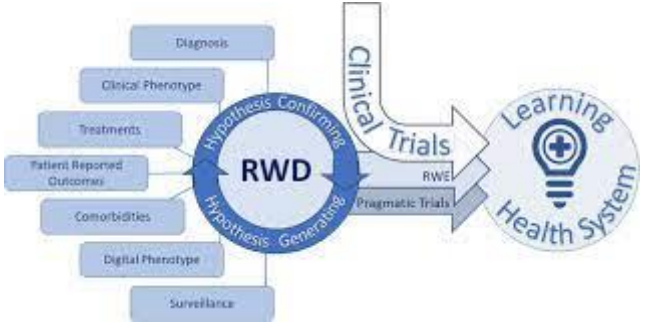 Diagnosis
Clinical Phenotype
Treatments
Patient Reported
Outcomes
Comorbidities
Digital Phenotype
Surveillance
Hypothesis Confirming
RWD
Hypothesis Generating
Clinical Trials
RWE
Pragmatic Trials
Learning
Health System